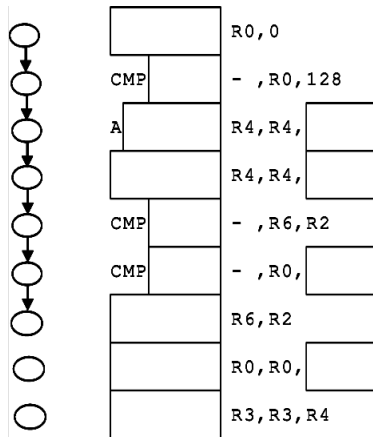 R0,0
CMP - ,R0,128
A R4,R4,
R4,R4,
CMP - ,R6,R2
CMP - ,R0,
R6,R2
R0,R0,
R3,R3,R4